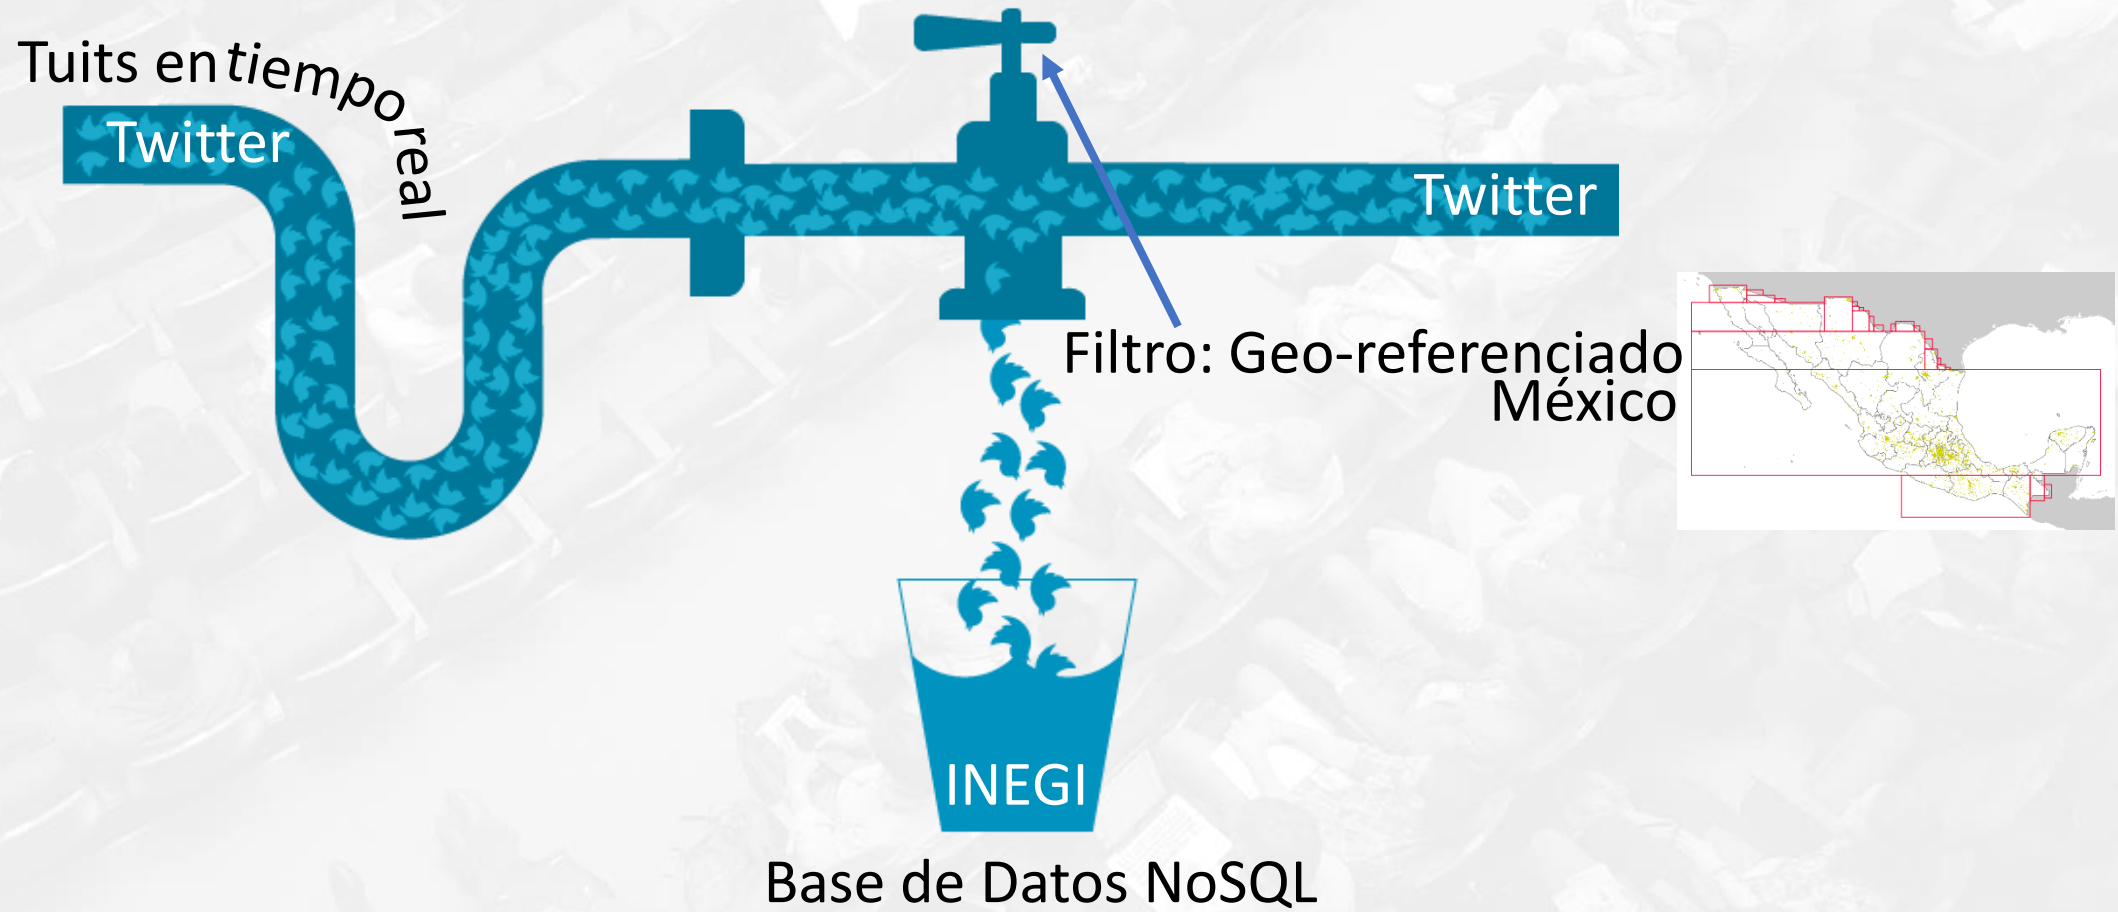 Tuits en tiempo real
Twitter
Twitter
Filtro: Geo-referenciado
México
INEGI
Base de Datos NoSQL